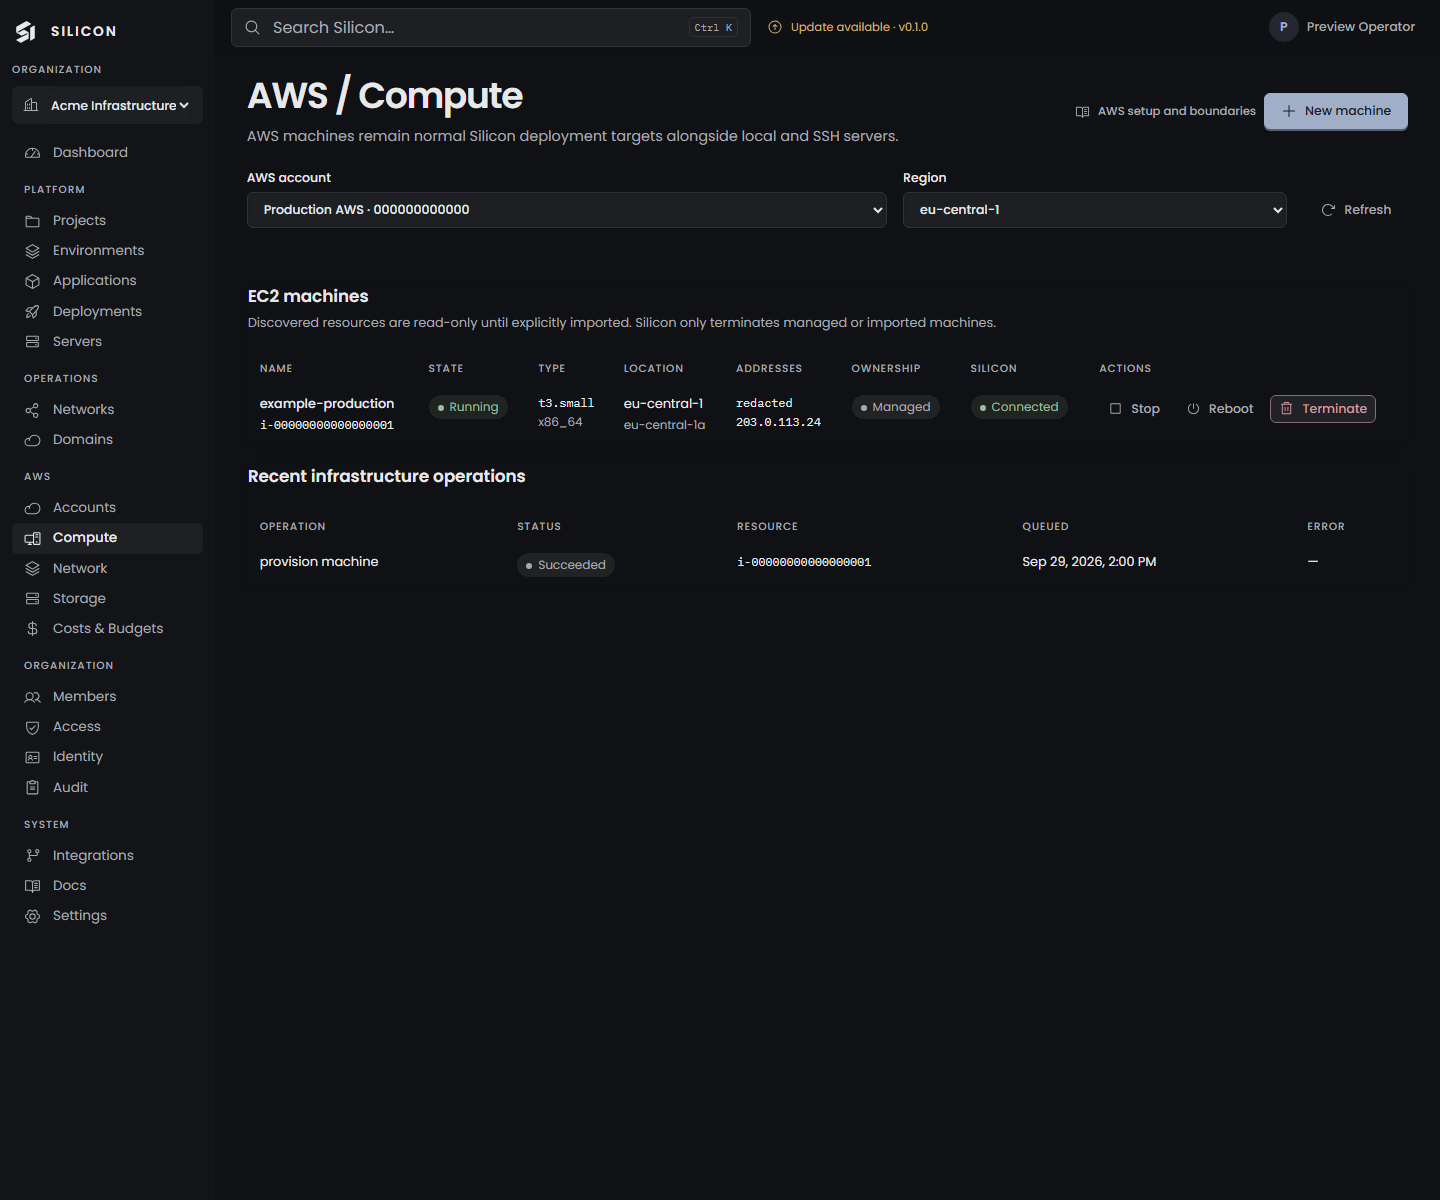 SILICON
ORGANIZATION
Acme Infrastructure
Dashboard
PLATFORM
Projects
Environments
Applications
Deployments
Servers
OPERATIONS
Networks
Domains
AWS
Accounts
Compute
Network
Storage
Costs & Budgets
ORGANIZATION
Members
Access
Identity
Audit
SYSTEM
Integrations
Docs
Settings
Search Silicon... Ctrl K
Update available · v0.1.0
P Preview Operator
AWS / Compute
AWS machines remain normal Silicon deployment targets alongside local and SSH servers.
AWS setup and boundaries
New machine
AWS account
Production AWS · 000000000000
Region
eu-central-1
Refresh
EC2 machines
Discovered resources are read-only until explicitly imported. Silicon only terminates managed or imported machines.
NAME STATE TYPE LOCATION ADDRESSES OWNERSHIP SILICON ACTIONS
example-production Running t3.small eu-central-1 redacted Managed Connected Stop Reboot Terminate
i-00000000000000001 x86_64 eu-central-1a 203.0.113.24
Recent infrastructure operations
OPERATION STATUS RESOURCE QUEUED ERROR
provision machine Succeeded i-00000000000000001 Sep 29, 2026, 2:00 PM —